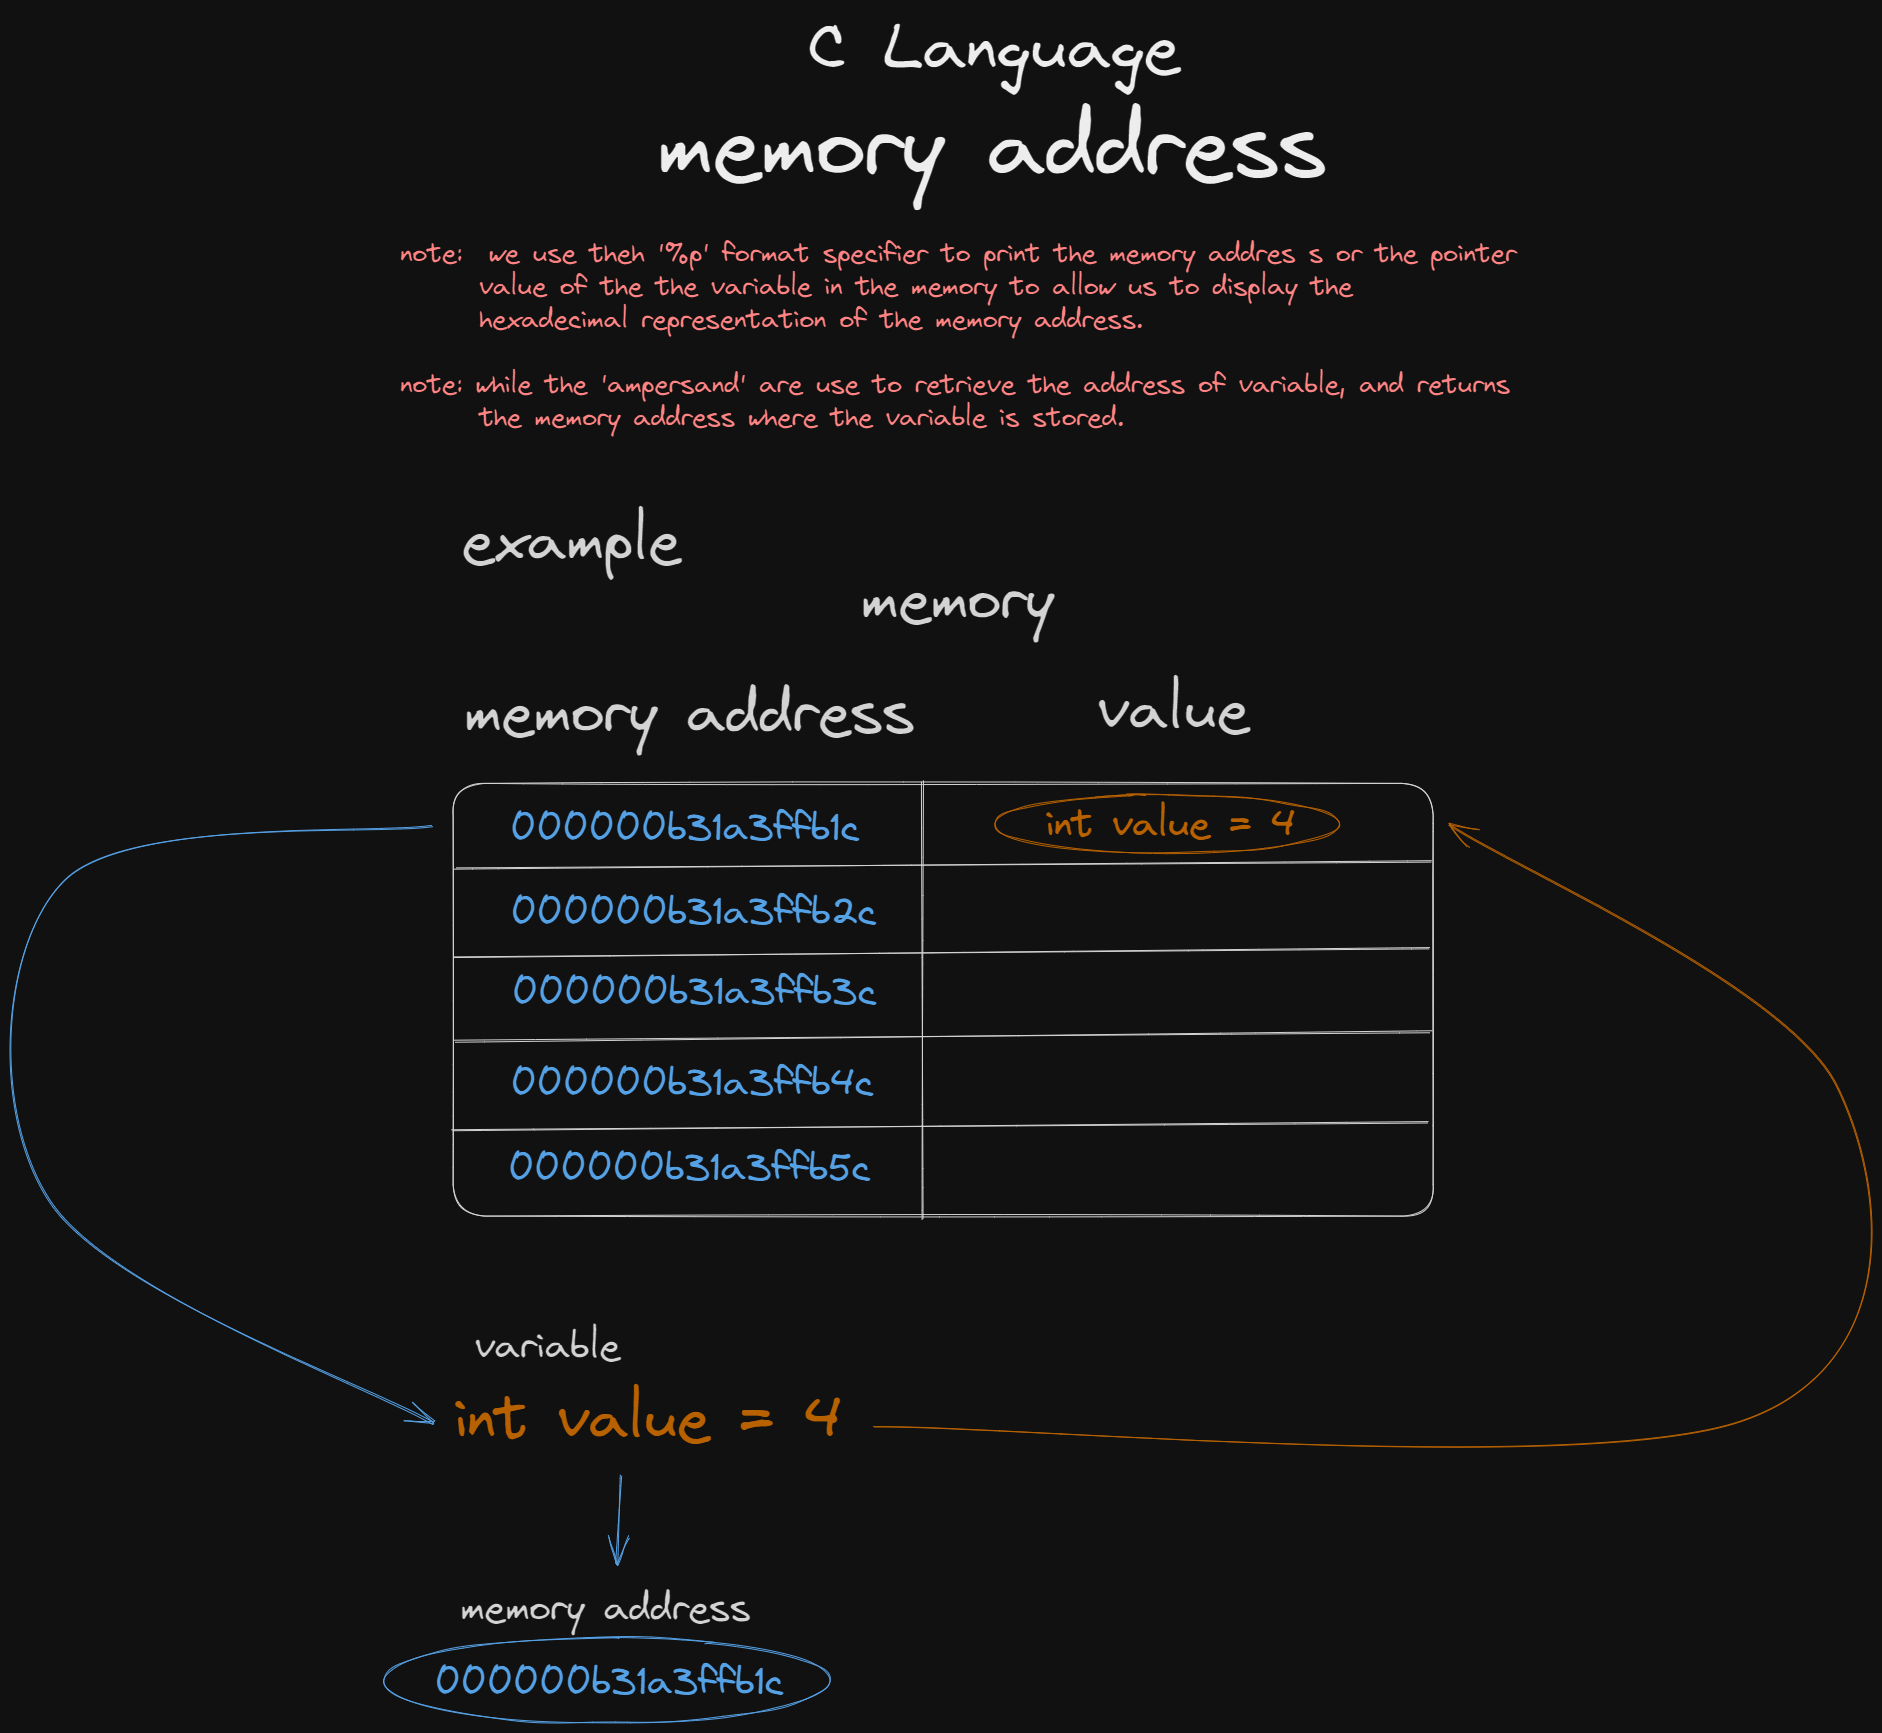 C Language
memory address
note: we use theh '%p' format specifier to print the memory addres s or the pointer
value of the the variable in the memory to allow us to display the
hexadecimal representation of the memory address.
note: while the 'ampersand' are use to retrieve the address of variable, and returns
the memory address where the variable is stored.
example
memory
memory address value
000000b31a3ffb1c int value = 4
000000b31a3ffb2c
000000b31a3ffb3c
000000b31a3ffb4c
000000b31a3ffb5c
variable
int value = 4
memory address
000000b31a3ffb1c